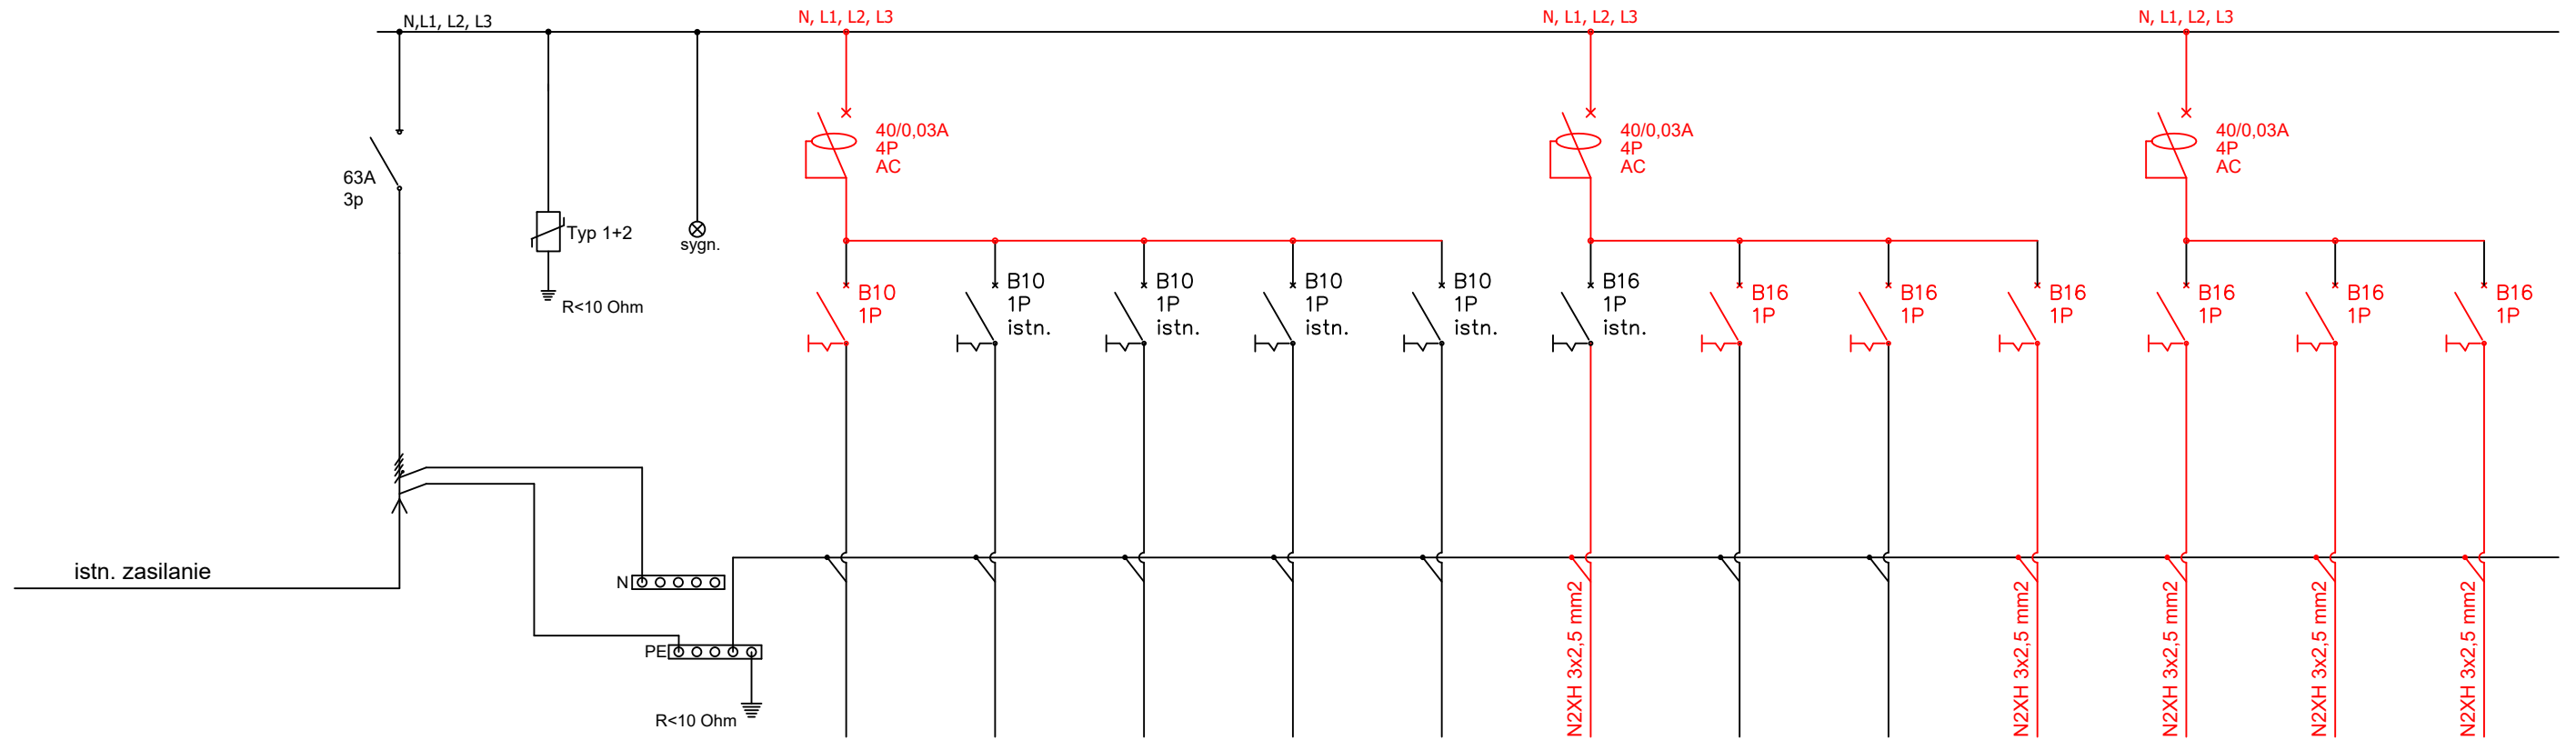 N,L1, L2, L3
N, L1, L2, L3
N, L1, L2, L3
N, L1, L2, L3
63A
3p
Typ 1+2
R<10 Ohm
sygn.
40/0,03A
4P
AC
40/0,03A
4P
AC
40/0,03A
4P
AC
B10
1P
B10
1P
istn.
B10
1P
istn.
B10
1P
istn.
B10
1P
istn.
B16
1P
istn.
B16
1P
B16
1P
B16
1P
B16
1P
B16
1P
B16
1P
istn. zasilanie
N
PE
R<10 Ohm
N2XH 3x2,5 mm2
N2XH 3x2,5 mm2
N2XH 3x2,5 mm2
N2XH 3x2,5 mm2
N2XH 3x2,5 mm2